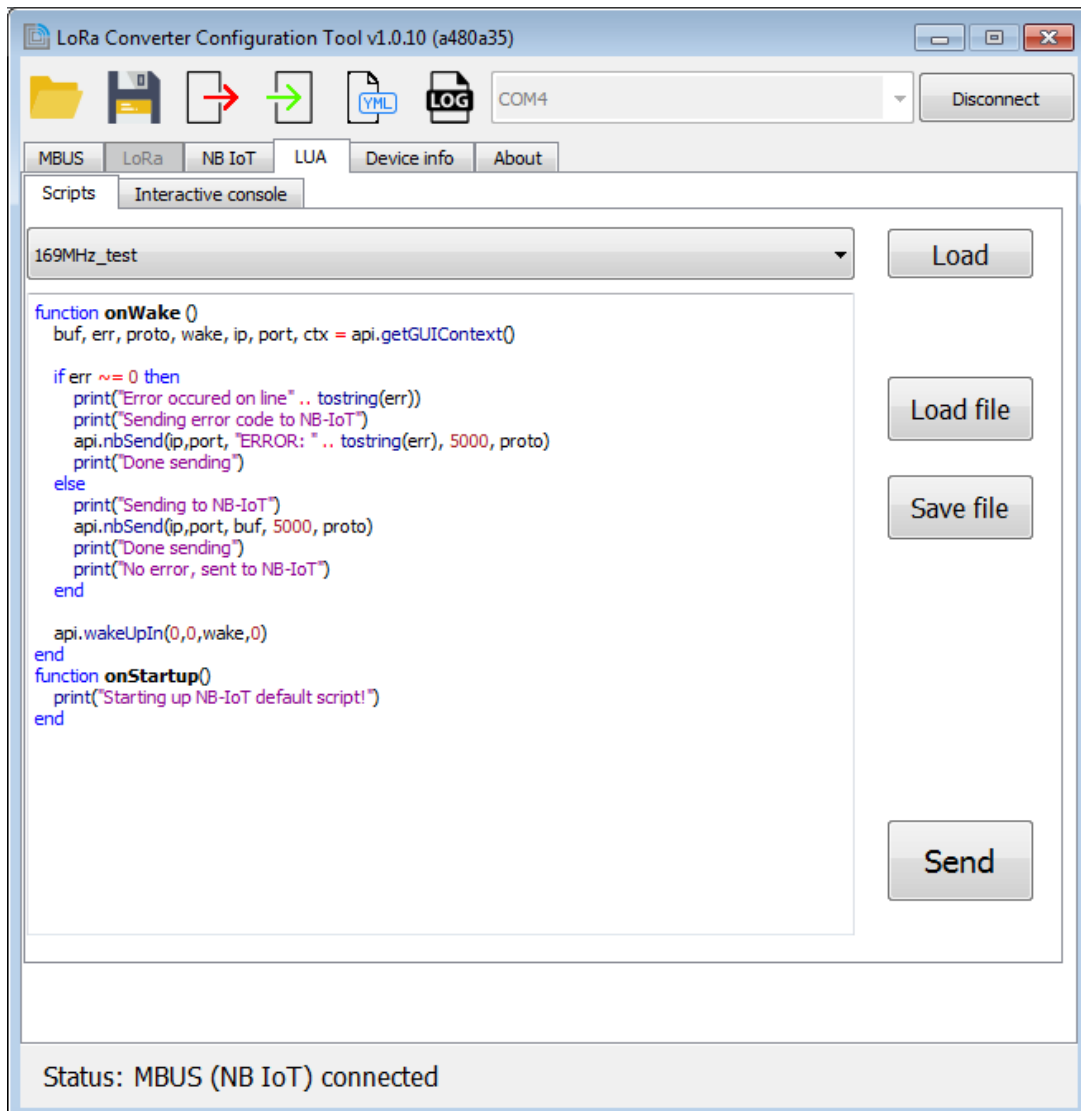 LoRa Converter Configuration Tool v1.0.10 (a480a35)
YML
LOG
COM4
Disconnect
MBUS
LoRa
NB IoT
LUA
Device info
About
Scripts
Interactive console
169MHz_test
Load
function onWake ()
buf, err, proto, wake, ip, port, ctx = api.getGUIContext()
if err ~= 0 then
print("Error occured on line" .. tostring(err))
print("Sending error code to NB-IoT")
api.nbSend(ip,port, "ERROR: " .. tostring(err), 5000, proto)
print("Done sending")
else
print("Sending to NB-IoT")
api.nbSend(ip,port, buf, 5000, proto)
print("Done sending")
print("No error, sent to NB-IoT")
end
api.wakeUpIn(0,0,wake,0)
end
function onStartup()
print("Starting up NB-IoT default script!")
end
Load file
Save file
Send
Status: MBUS (NB IoT) connected